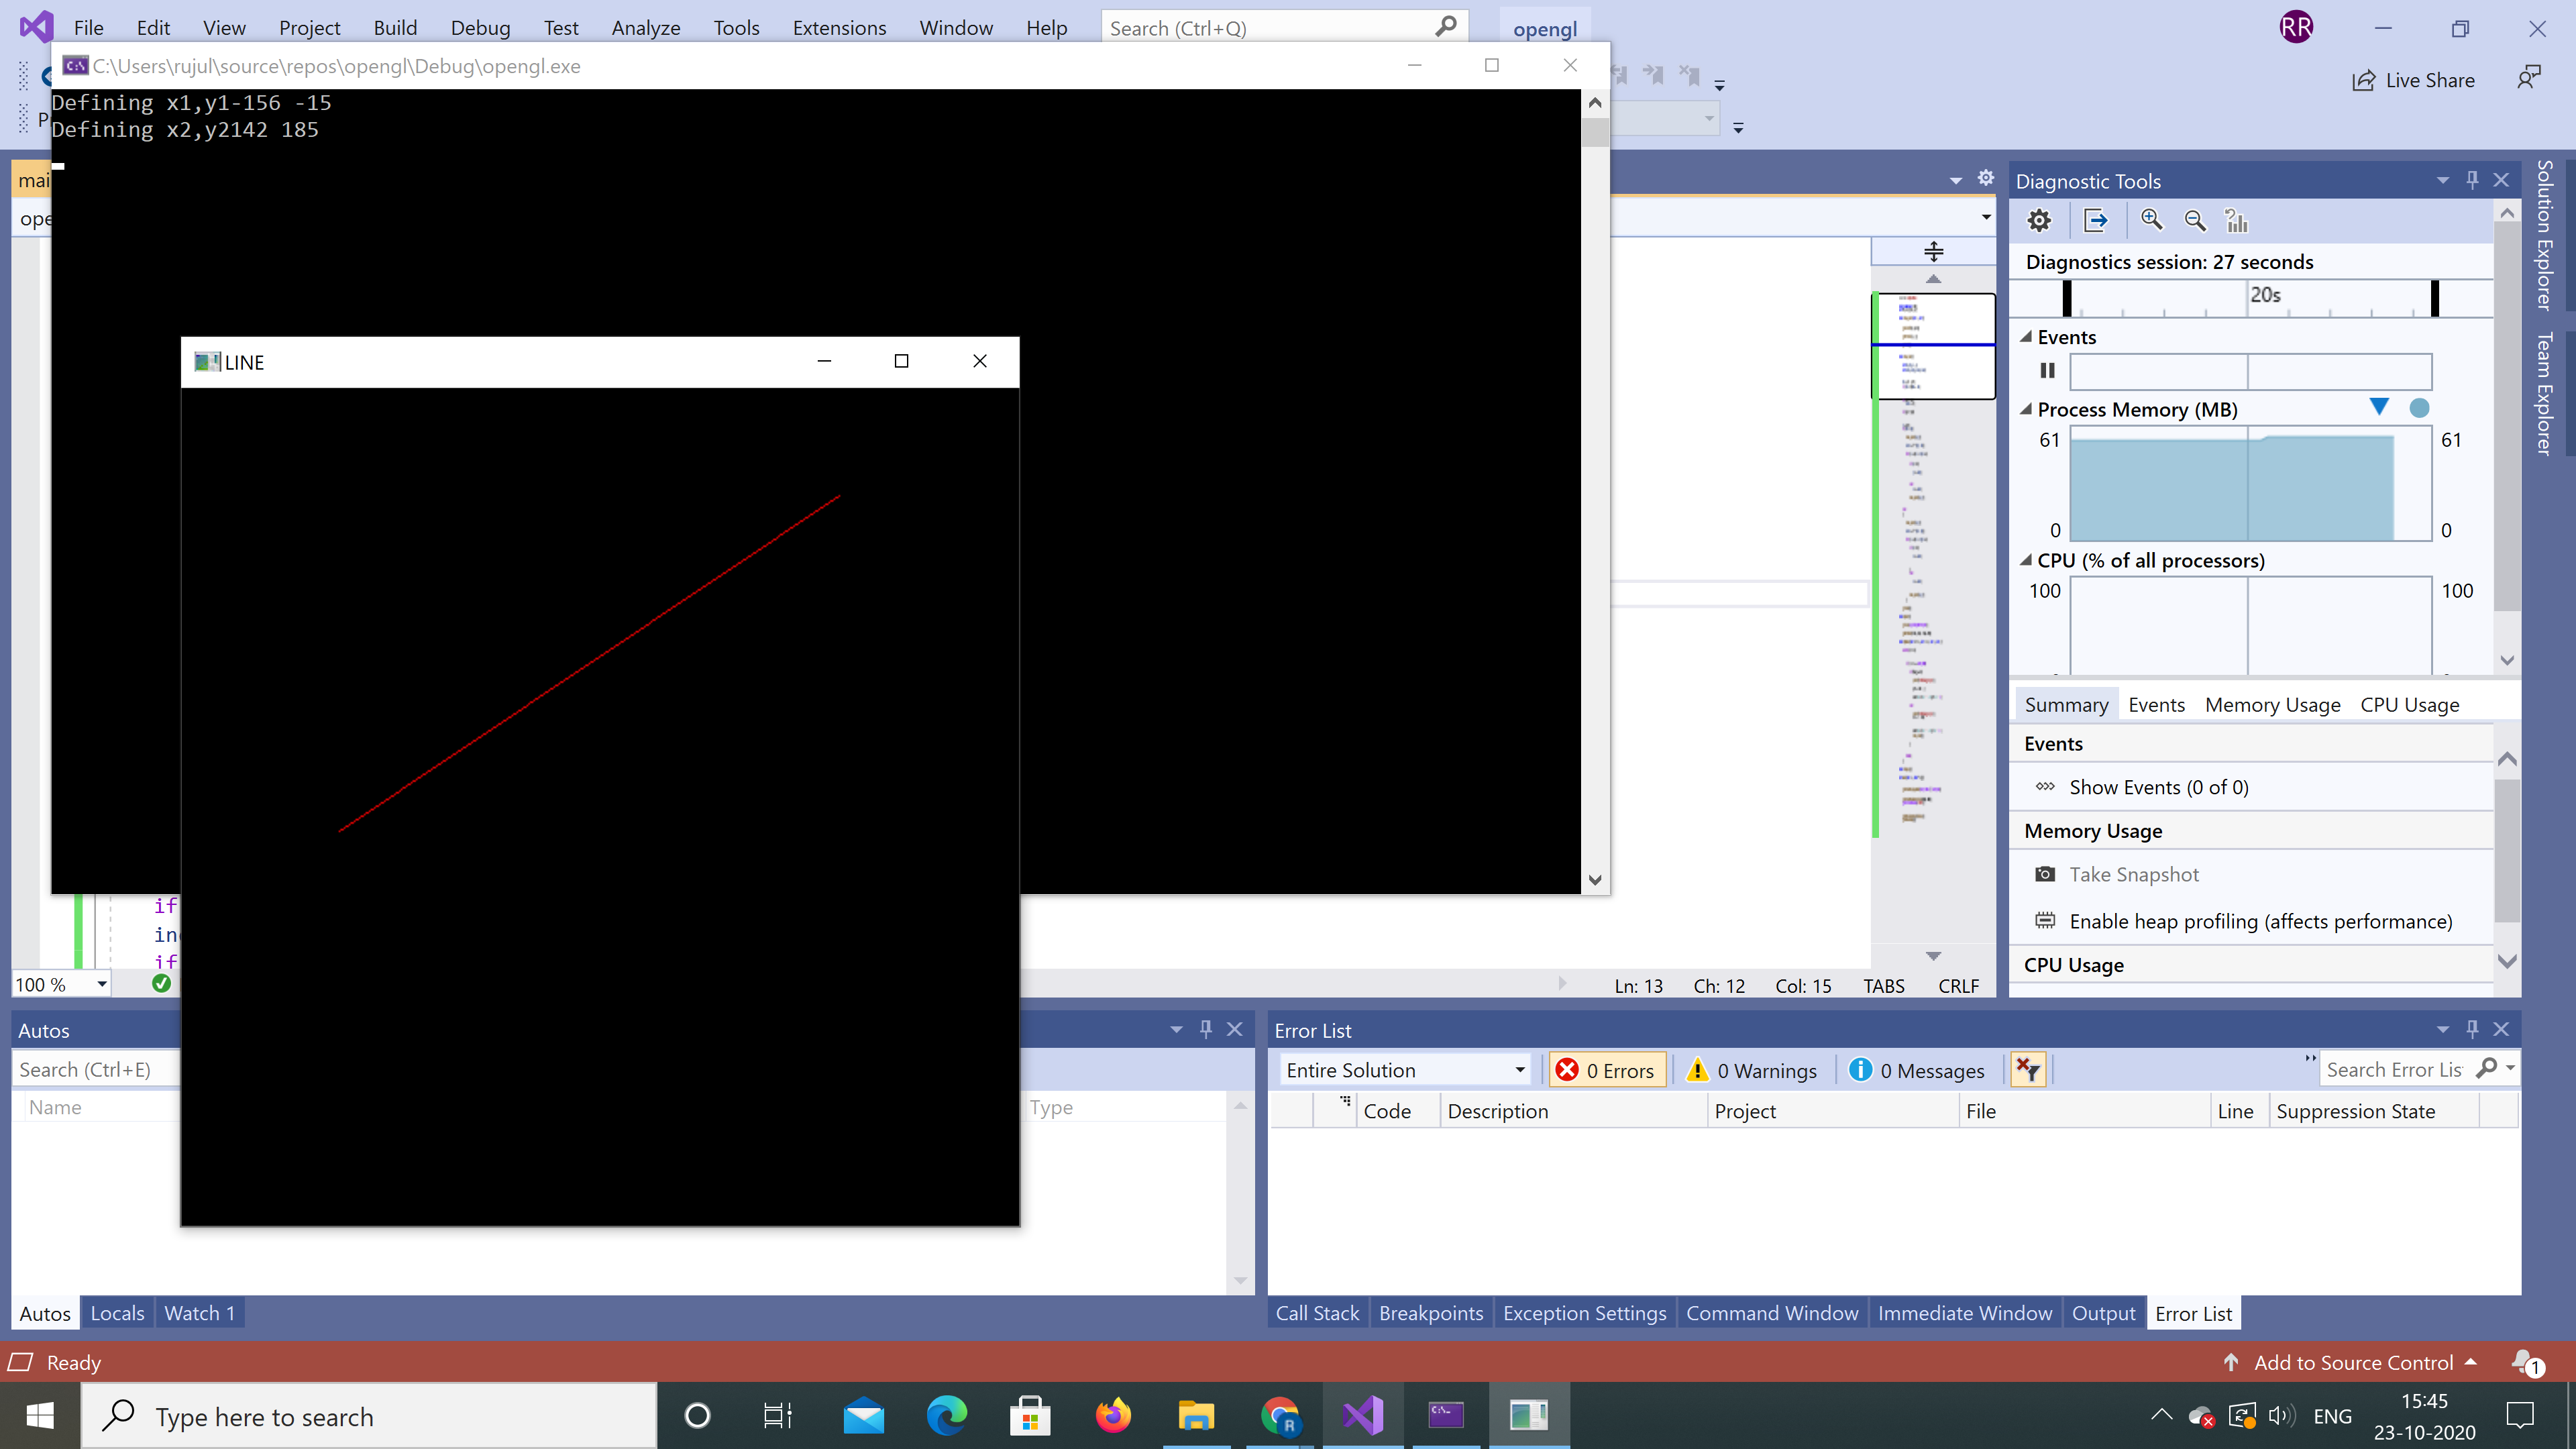 File Edit View Project Build Debug Test Analyze Tools Extensions Window Help Search (Ctrl+Q) opengl RR
C:\Users\rujul\source\repos\opengl\Debug\opengl.exe
Live Share
Defining x1,y1-156 -15
Defining x2,y2142 185
P
mai
ope
LINE
if
in
if
100 %
Ln: 13 Ch: 12 Col: 15 TABS CRLF
Diagnostic Tools
Diagnostics session: 27 seconds
20s
Events
Process Memory (MB)
61 61
0 0
CPU (% of all processors)
100 100
Summary Events Memory Usage CPU Usage
Events
Show Events (0 of 0)
Memory Usage
Take Snapshot
Enable heap profiling (affects performance)
CPU Usage
Solution Explorer
Team Explorer
Autos
Search (Ctrl+E)
Name Type
Autos Locals Watch 1
Error List
Entire Solution 0 Errors 0 Warnings 0 Messages Search Error Lis
Code Description Project File Line Suppression State
Call Stack Breakpoints Exception Settings Command Window Immediate Window Output Error List
Ready Add to Source Control 1
Type here to search
R
ENG
15:45
23-10-2020